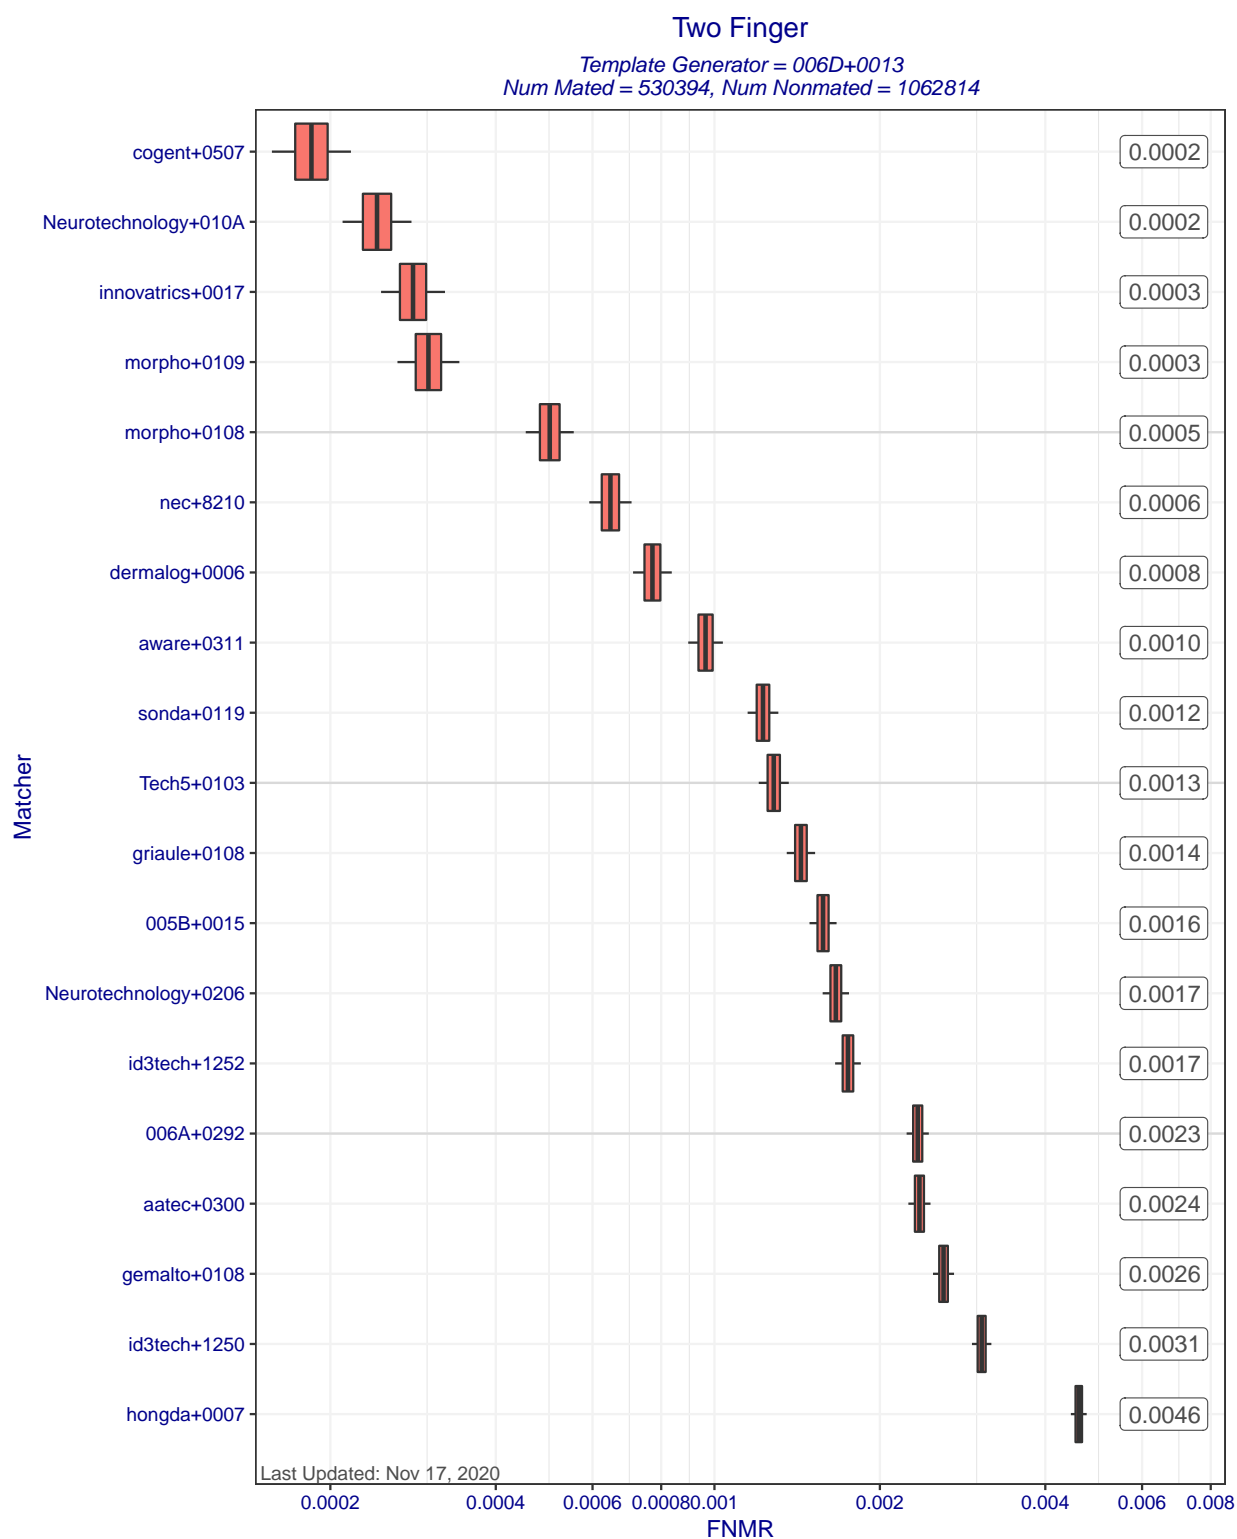 Two Finger
Template Generator = 006D+0013
Num Mated = 530394, Num Nonmated = 1062814
Matcher
cogent+0507 0.0002
Neurotechnology+010A 0.0002
innovatrics+0017 0.0003
morpho+0109 0.0003
morpho+0108 0.0005
nec+8210 0.0006
dermalog+0006 0.0008
aware+0311 0.0010
sonda+0119 0.0012
Tech5+0103 0.0013
griaule+0108 0.0014
005B+0015 0.0016
Neurotechnology+0206 0.0017
id3tech+1252 0.0017
006A+0292 0.0023
aatec+0300 0.0024
gemalto+0108 0.0026
id3tech+1250 0.0031
hongda+0007 0.0046
Last Updated: Nov 17, 2020
0.0002 0.0004 0.0006 0.0008 0.001 0.002 0.004 0.006 0.008
FNMR